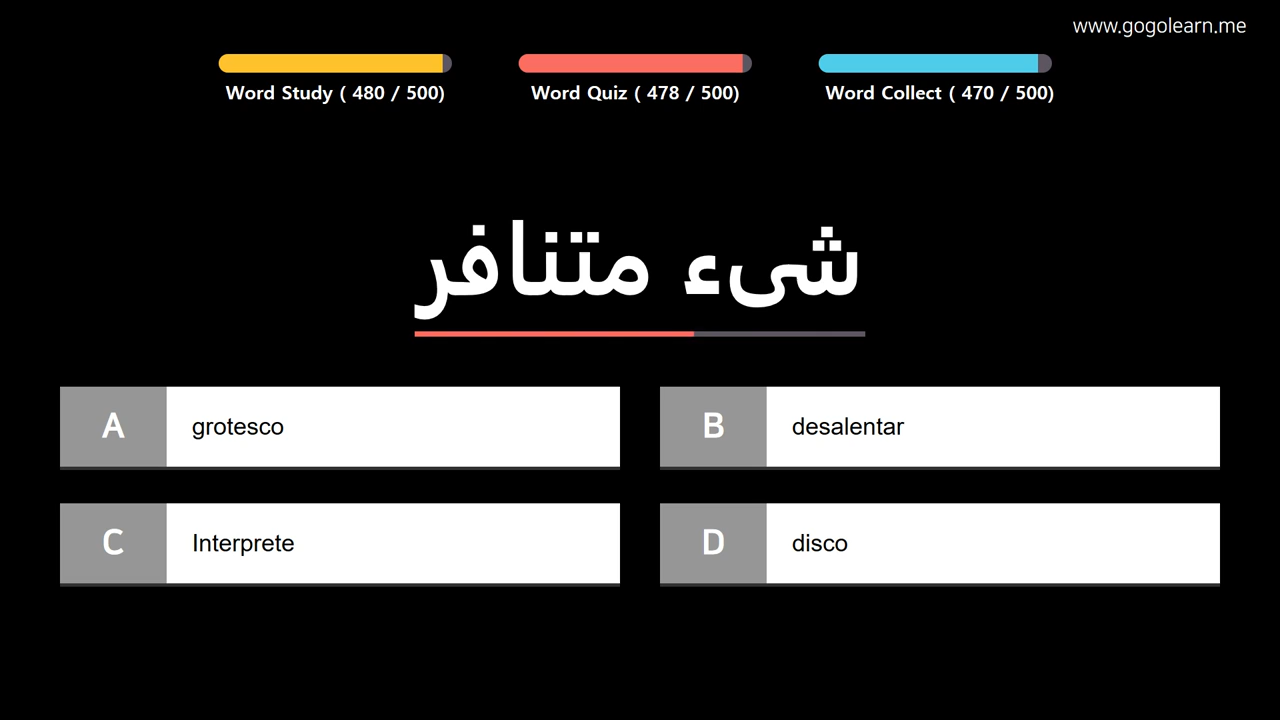 www.gogolearn.me
Word Study ( 480 / 500)
Word Quiz ( 478 / 500)
Word Collect ( 470 / 500)
شىء متنافر
A grotesco
B desalentar
C Interprete
D disco